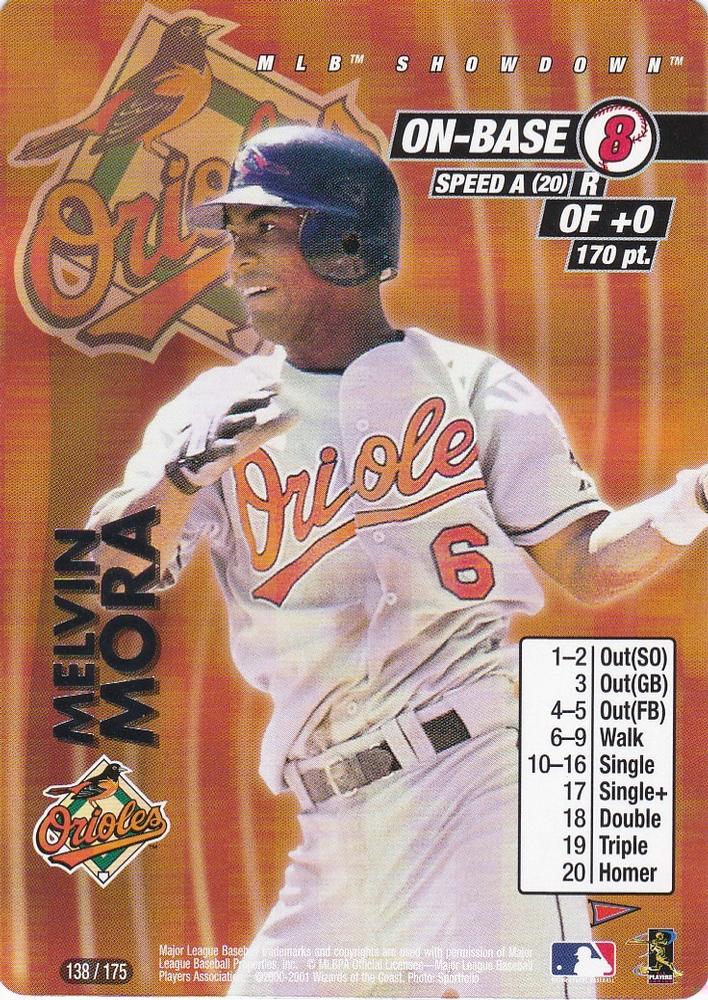 MLB™ SHOWDOWN™
ON-BASE 8
SPEED A (20) R
OF +0
170 pt.
Orioles
Oriole
6
MELVIN
MORA
1–2 Out(SO)
3 Out(GB)
4–5 Out(FB)
6–9 Walk
10–16 Single
17 Single+
18 Double
19 Triple
20 Homer
Orioles
138 / 175
Major League Baseball trademarks and copyrights are used with permission of Major
League Baseball Properties, Inc. © MLBPA Official Licensee—Major League Baseball
Players Association. ©2000-2001 Wizards of the Coast. Photo: Sportfolio
PLAYERS